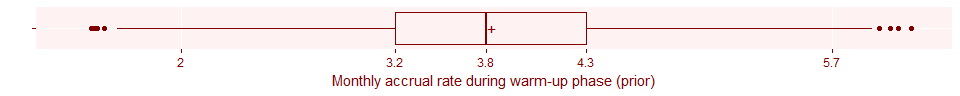 2 3.2 3.8 4.3 5.7
Monthly accrual rate during warm-up phase (prior)